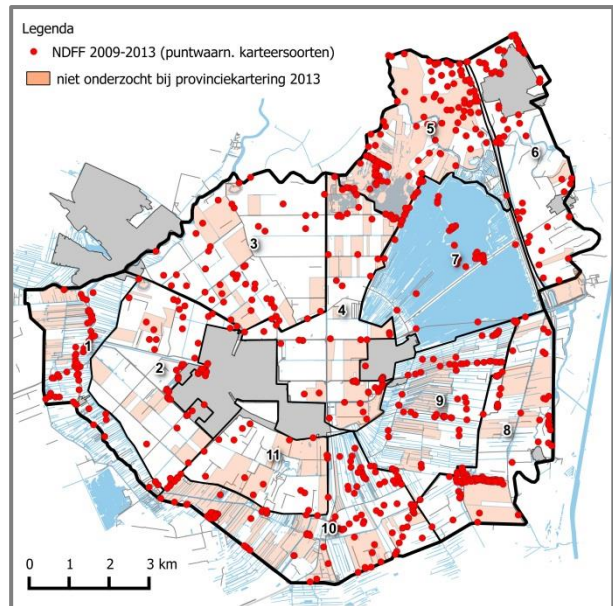 Legenda
NDFF 2009-2013 (puntwaarn. karteersoorten)
niet onderzocht bij provinciekartering 2013
5
6
3
7
4
1
2
9
8
11
10
0 1 2 3 km